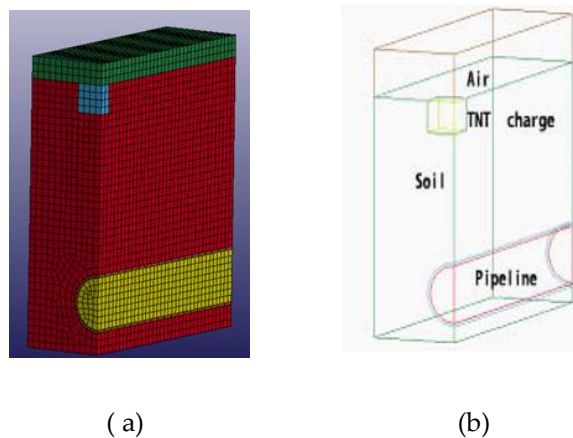 Air
TNT charge
Soil
Pipeline
( a)
(b)